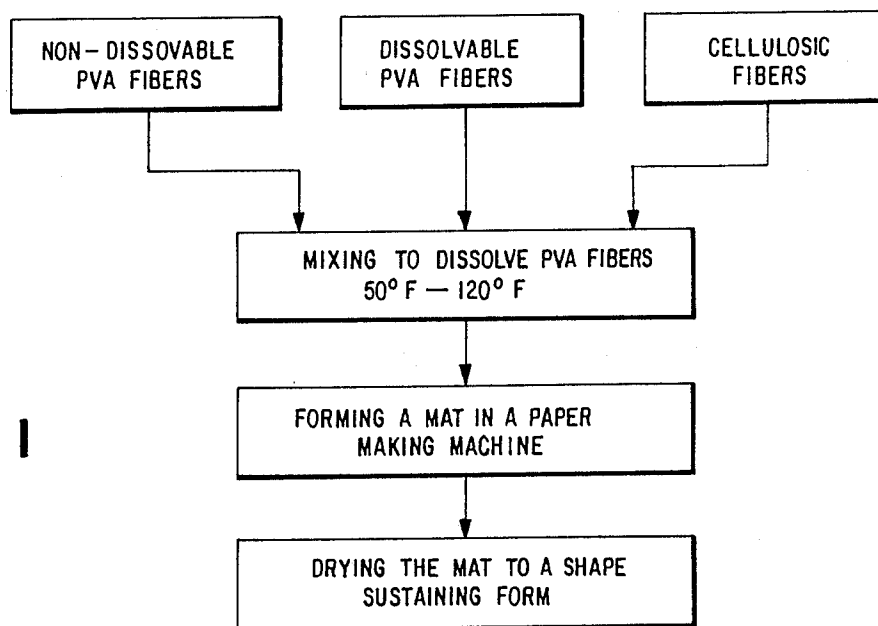 NON-DISSOVABLE
PVA FIBERS
DISSOLVABLE
PVA FIBERS
CELLULOSIC
FIBERS
MIXING TO DISSOLVE PVA FIBERS
50° F — 120° F
FORMING A MAT IN A PAPER
MAKING MACHINE
DRYING THE MAT TO A SHAPE
SUSTAINING FORM